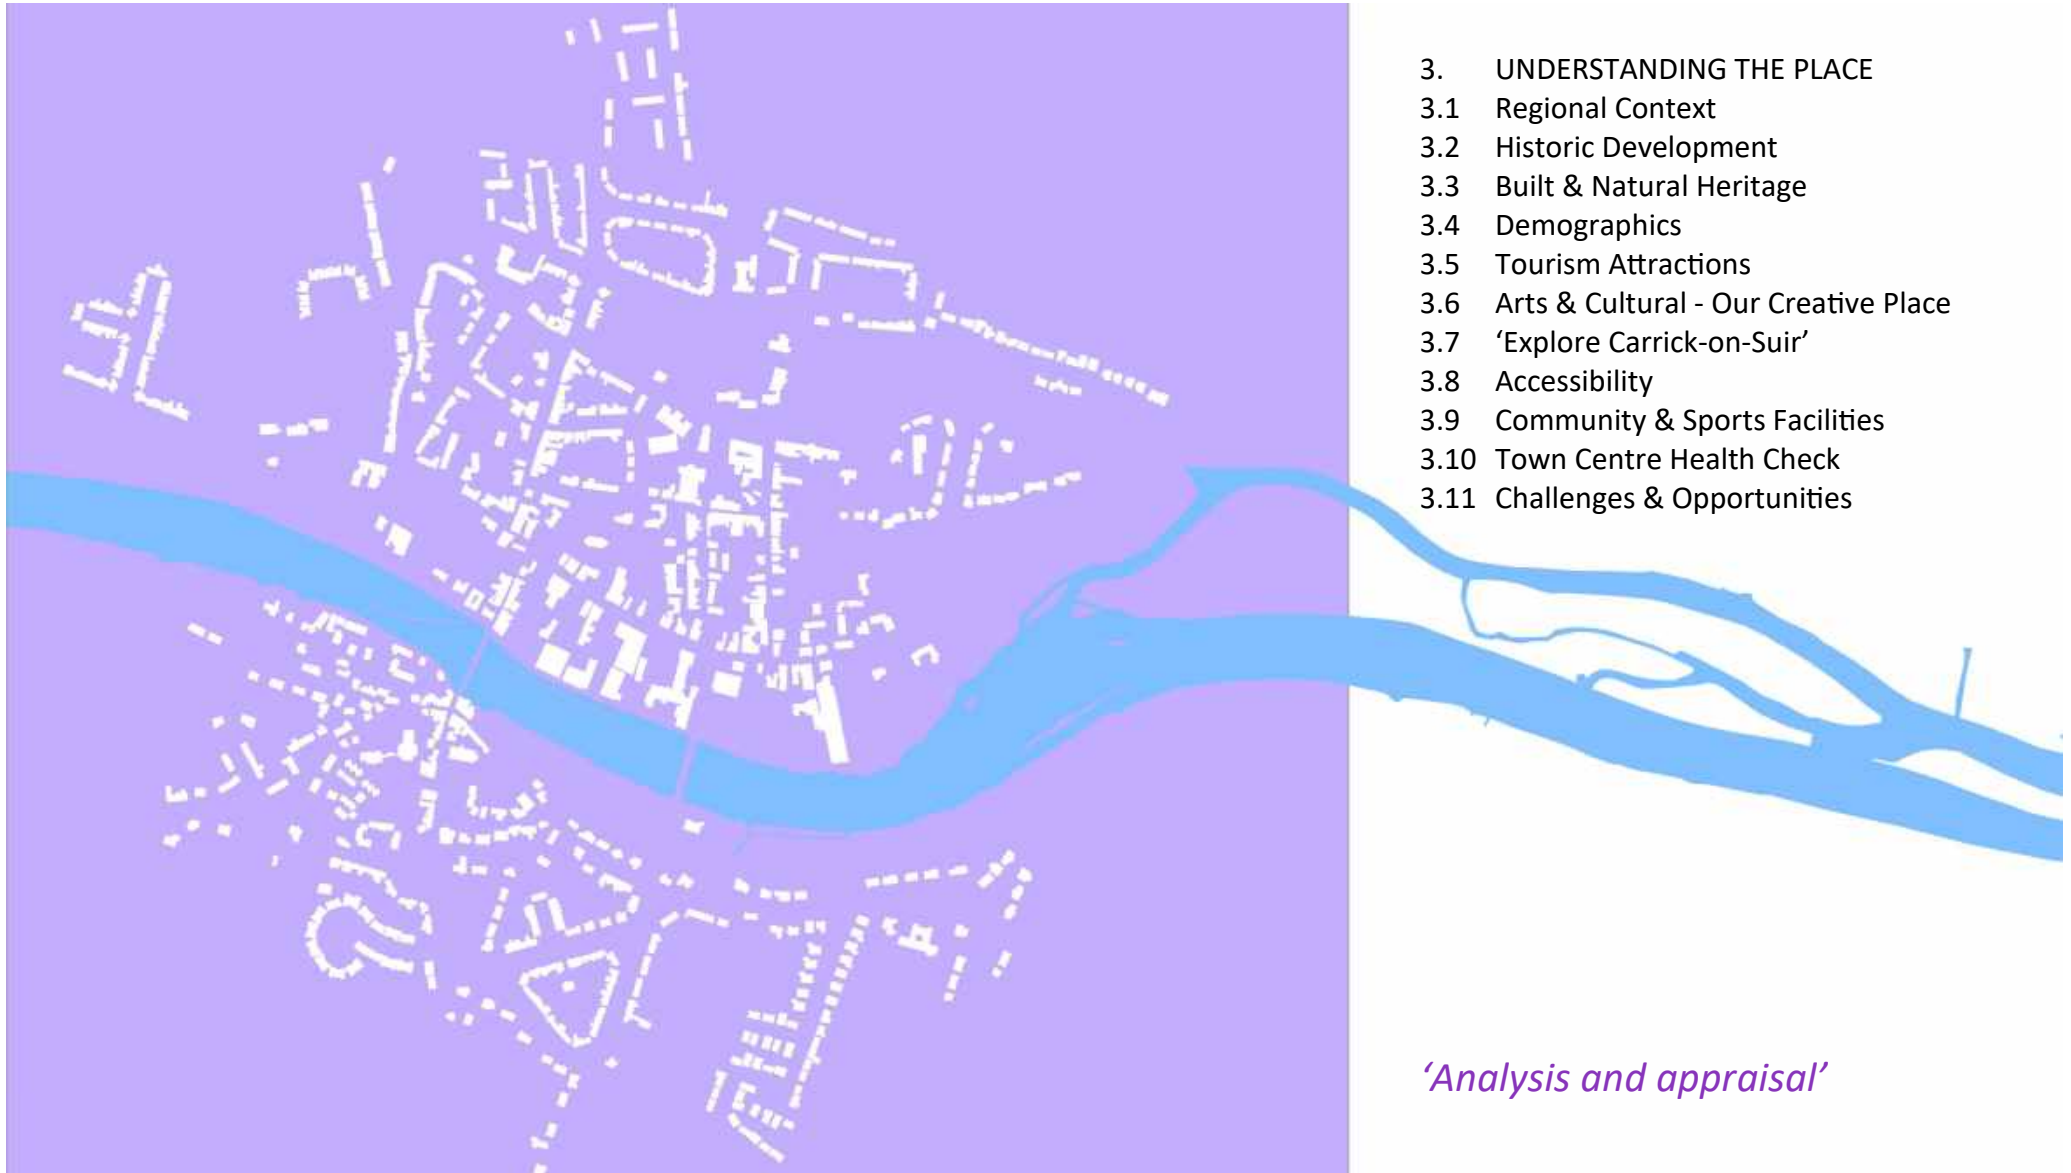 3. UNDERSTANDING THE PLACE
3.1 Regional Context
3.2 Historic Development
3.3 Built & Natural Heritage
3.4 Demographics
3.5 Tourism Attractions
3.6 Arts & Cultural - Our Creative Place
3.7 ‘Explore Carrick-on-Suir’
3.8 Accessibility
3.9 Community & Sports Facilities
3.10 Town Centre Health Check
3.11 Challenges & Opportunities
‘Analysis and appraisal’